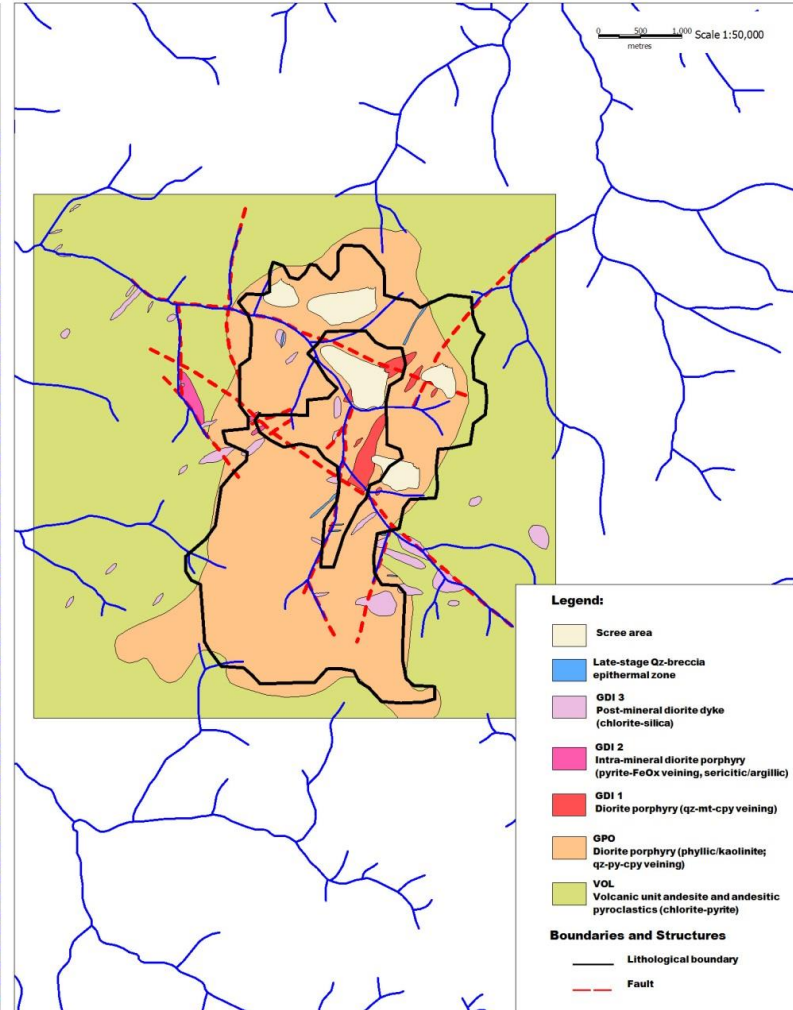 0 500 1,000 Scale 1:50,000
metres
Legend:
Scree area
Late-stage Qz-breccia
epithermal zone
GDI 3
Post-mineral diorite dyke
(chlorite-silica)
GDI 2
Intra-mineral diorite porphyry
(pyrite-FeOx veining, sericitic/argillic)
GDI 1
Diorite porphyry (qz-mt-cpy veining)
GPO
Diorite porphyry (phyllic/kaolinite;
qz-py-cpy veining)
VOL
Volcanic unit andesite and andesitic
pyroclastics (chlorite-pyrite)
Boundaries and Structures
Lithological boundary
Fault